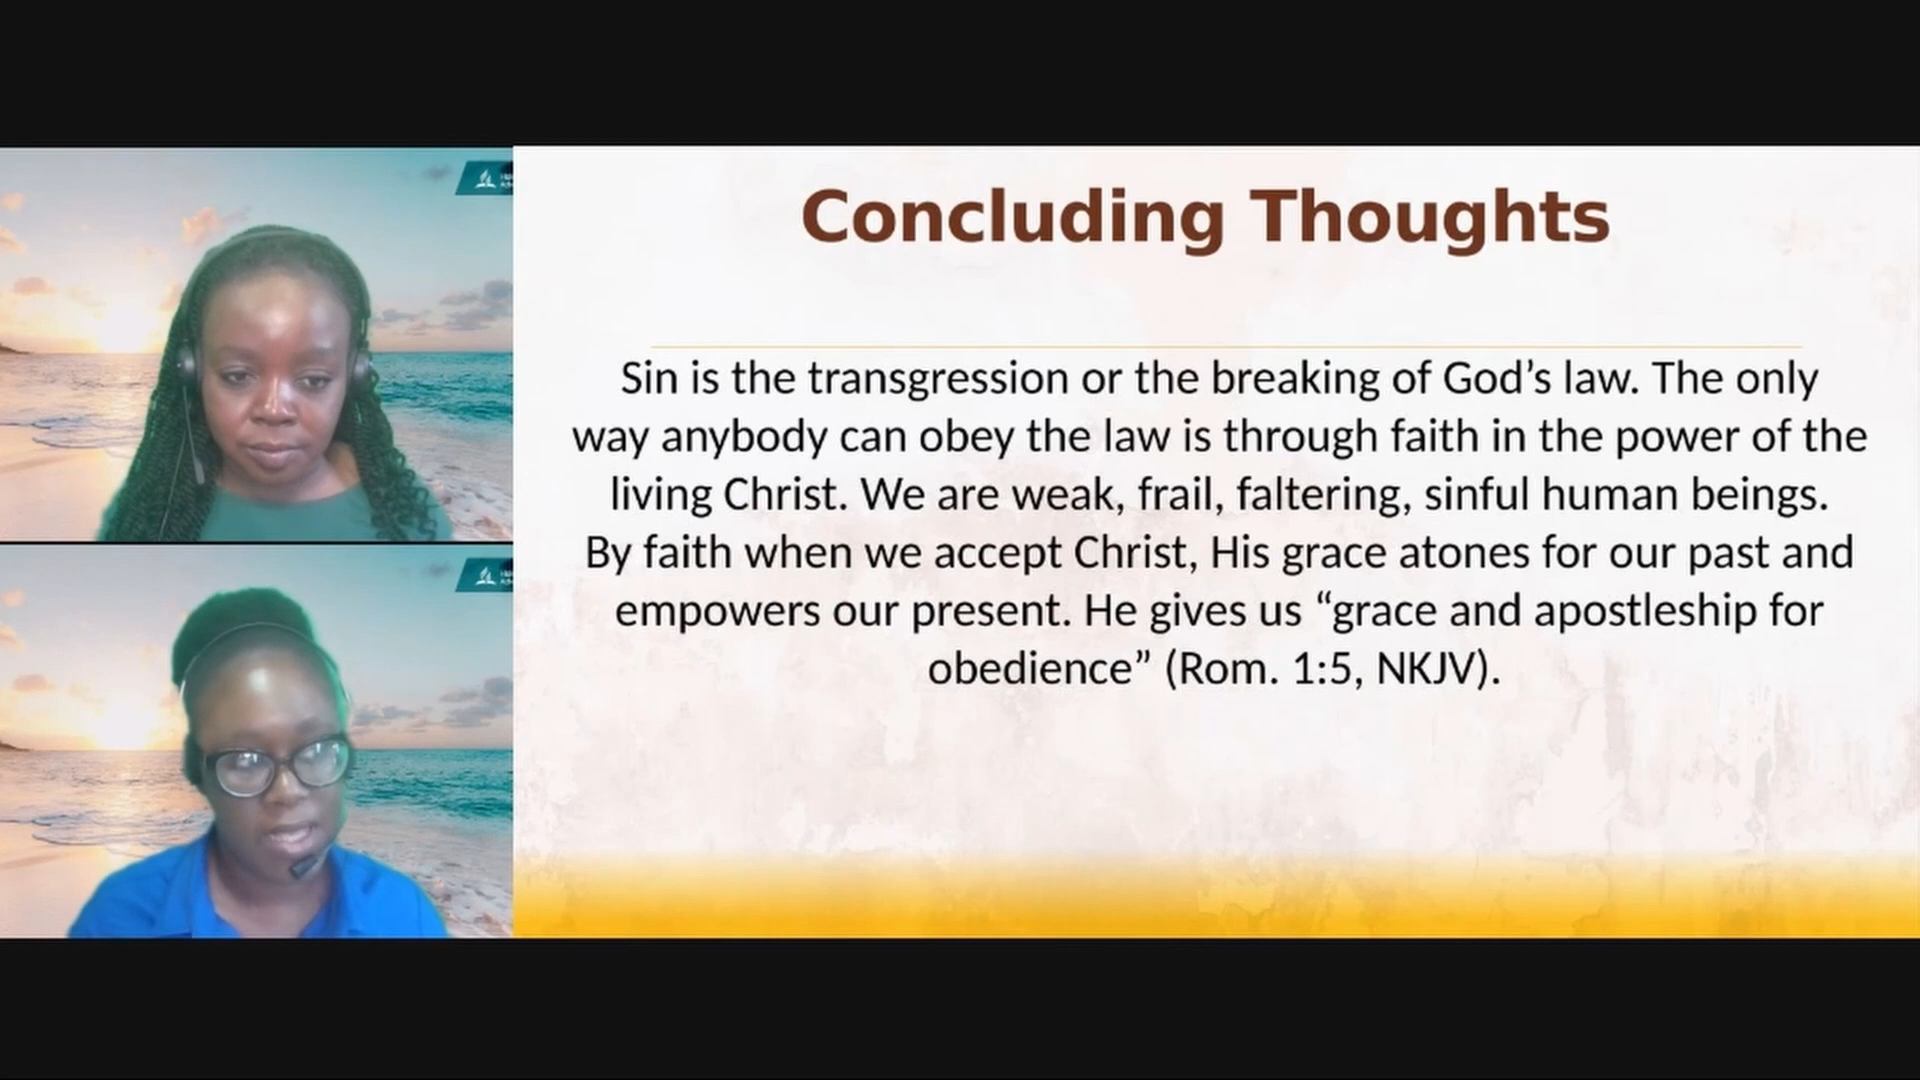 Concluding Thoughts
Sin is the transgression or the breaking of God’s law. The only
way anybody can obey the law is through faith in the power of the
living Christ. We are weak, frail, faltering, sinful human beings.
By faith when we accept Christ, His grace atones for our past and
empowers our present. He gives us “grace and apostleship for
obedience” (Rom. 1:5, NKJV).